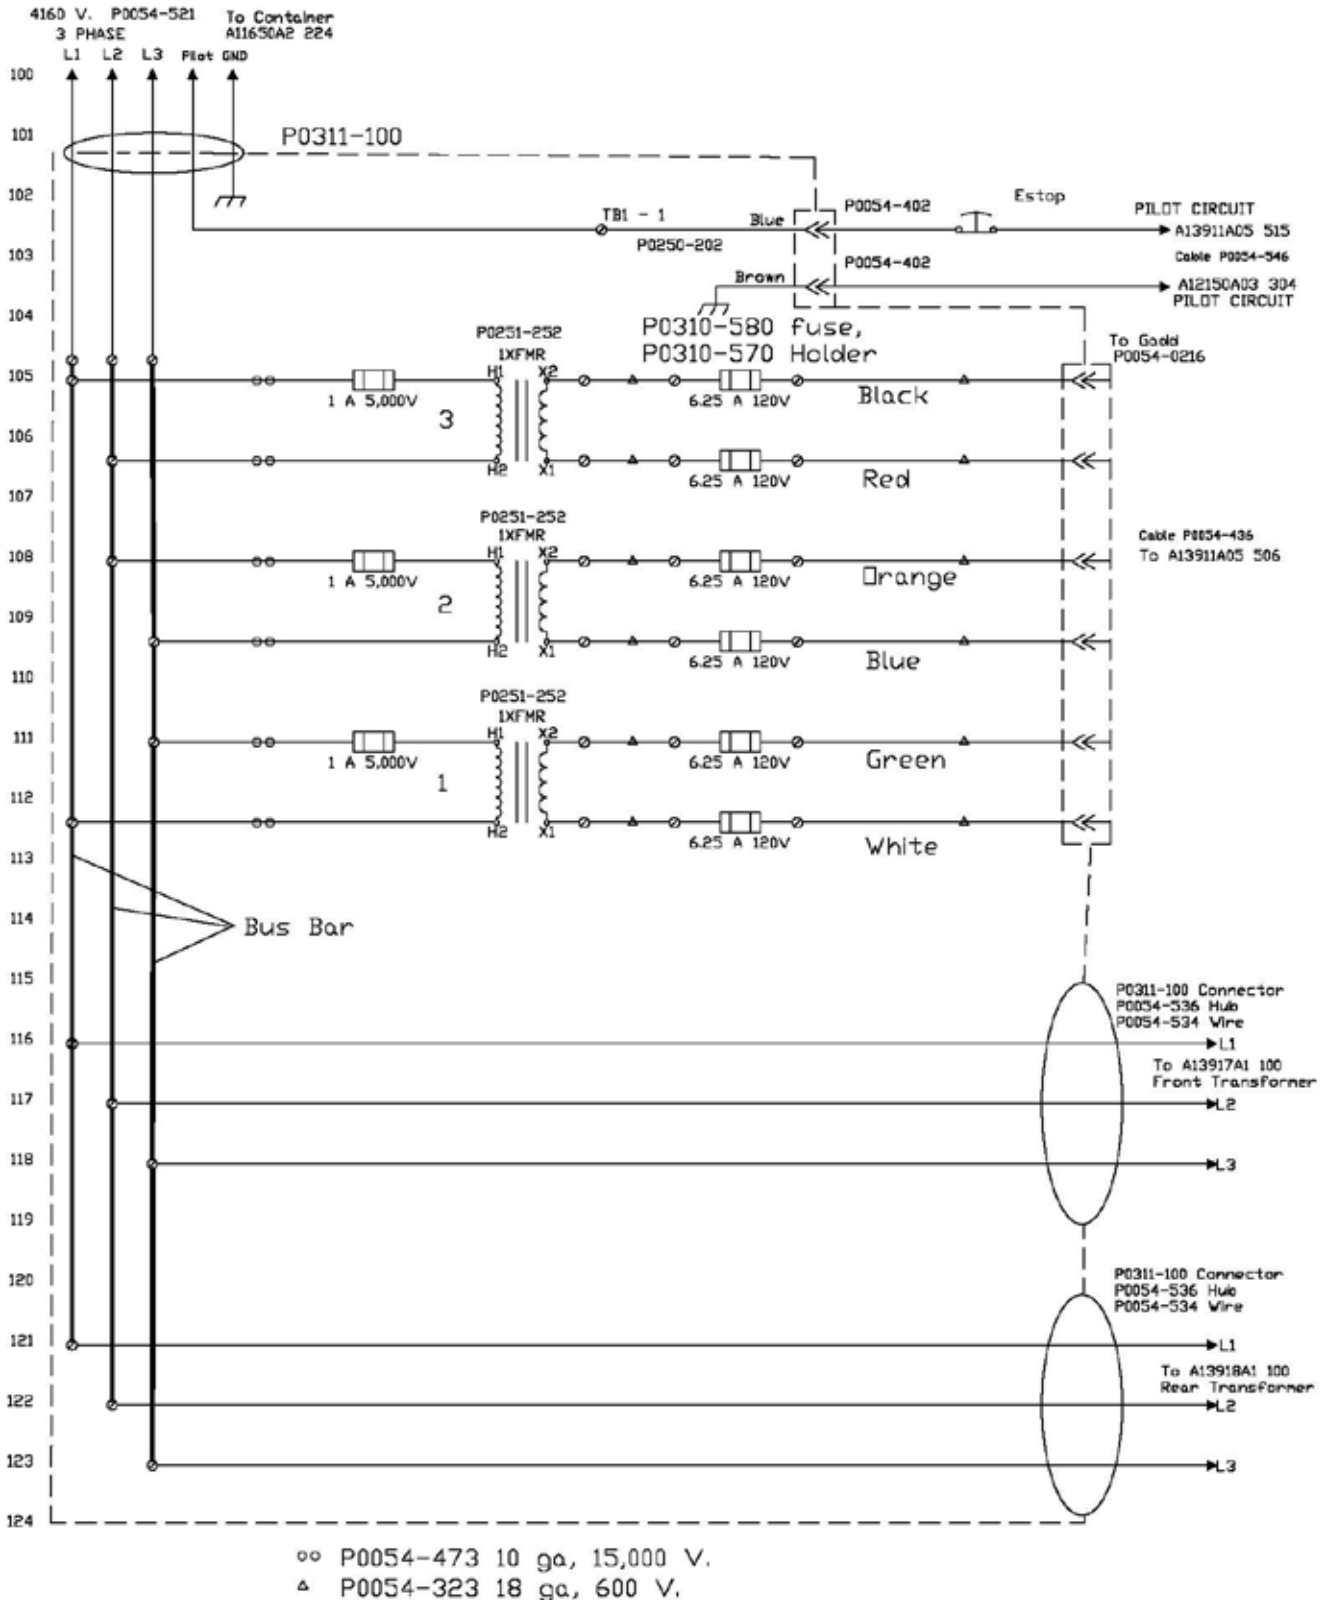 4160 V. P0054-521
3 PHASE
To Container
A11650A2 224
L1 L2 L3 Pilot GND
100
101
P0311-100
102
P0054-402
Estop
PILOT CIRCUIT
TB1 - 1
Blue
A13911A05 515
P0250-202
103
Cable P0054-546
P0054-402
Brown
A12150A03 304
PILOT CIRCUIT
104
P0310-580 fuse,
P0310-570 Holder
To Gadd
P0054-0216
P0251-252
1XFMR
H1 X2
105
1 A 5,000V
6.25 A 120V
Black
3
106
H2 X1
6.25 A 120V
Red
107
P0251-252
1XFMR
H1 X2
Cable P0054-436
To A13911A05 506
108
1 A 5,000V
6.25 A 120V
Orange
2
109
H2 X1
6.25 A 120V
Blue
110
P0251-252
1XFMR
H1 X2
111
1 A 5,000V
6.25 A 120V
Green
1
112
H2 X1
6.25 A 120V
White
113
114
Bus Bar
115
P0311-100 Connector
P0054-536 Hub
P0054-534 Wire
116
L1
To A13917A1 100
Front Transformer
117
L2
118
L3
119
120
P0311-100 Connector
P0054-536 Hub
P0054-534 Wire
121
L1
To A13918A1 100
Rear Transformer
122
L2
123
L3
124
P0054-473 10 ga, 15,000 V.
P0054-323 18 ga, 600 V.